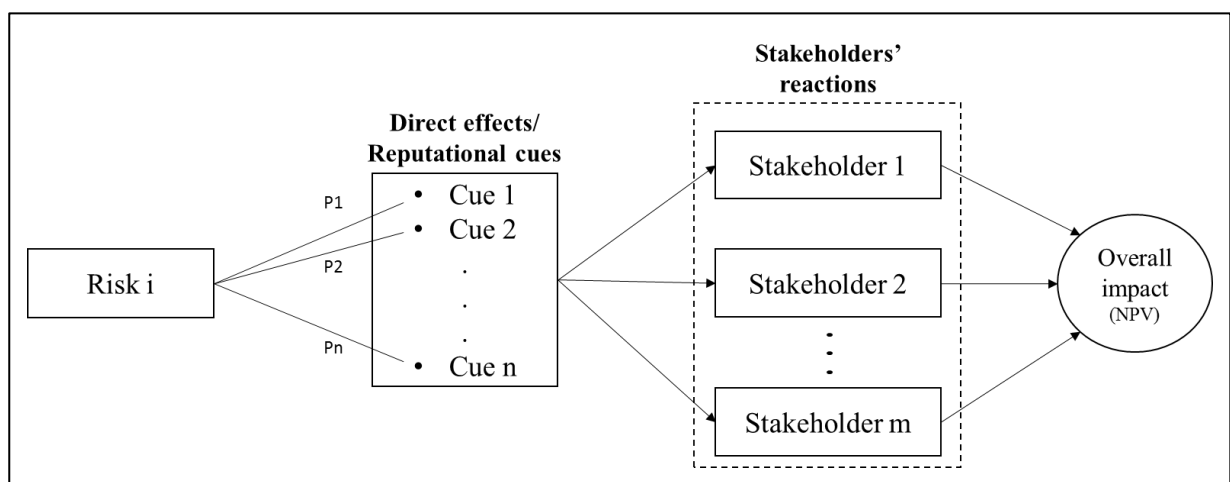 Stakeholders’
reactions
Direct effects/
Reputational cues
P1
P2
Pn
Risk i
• Cue 1
• Cue 2
.
.
.
• Cue n
Stakeholder 1
Stakeholder 2
Stakeholder m
Overall
impact
(NPV)